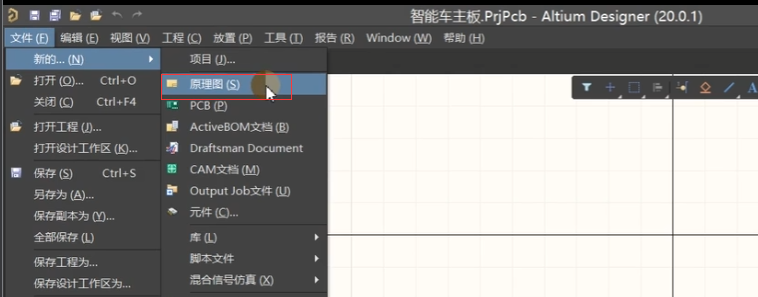 智能车主板.PrjPcb - Altium Designer (20.0.1)
文件 (F) 编辑 (E) 视图 (V) 工程 (C) 放置 (P) 工具 (T) 报告 (R) Window (W) 帮助 (H)
新的... (N)
打开 (O)... Ctrl+O
关闭 (C) Ctrl+F4
打开工程 (J)...
打开设计工作区 (K)...
保存 (S) Ctrl+S
另存为 (A)...
保存副本为 (Y)...
全部保存 (L)
保存工程为...
保存设计工作区为...
项目 (J)...
原理图 (S)
PCB (P)
ActiveBOM文档 (B)
Draftsman Document
CAM文档 (M)
Output Job文件 (U)
元件 (C)...
库 (L)
脚本文件
混合信号仿真 (X)
A